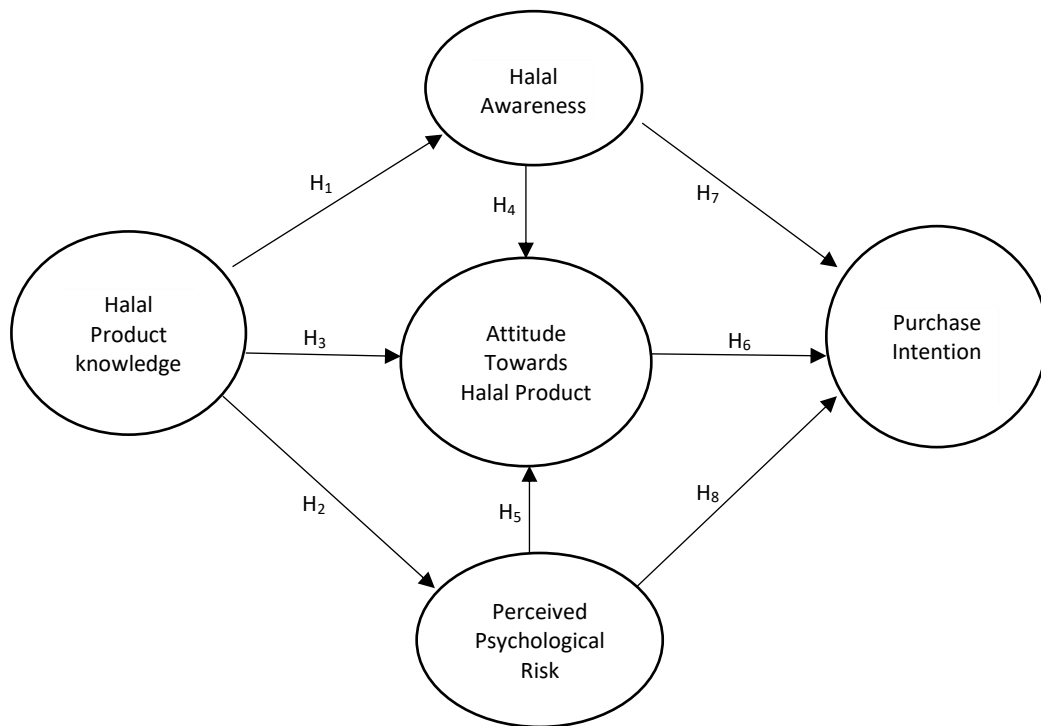 Halal
Awareness
H₁
H₄
H₇
Halal
Product
knowledge
H₃
Attitude
Towards
Halal Product
H₆
Purchase
Intention
H₂
H₅
H₈
Perceived
Psychological
Risk